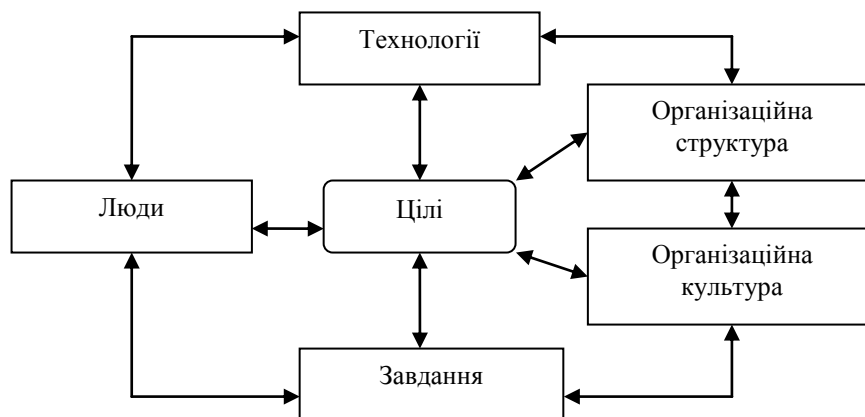 Технології
Організаційна
структура
Люди
Цілі
Організаційна
культура
Завдання